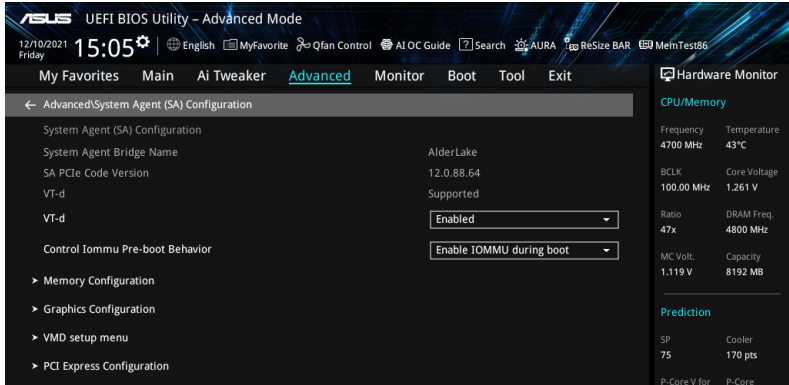 ASUS UEFI BIOS Utility – Advanced Mode
12/10/2021 Friday 15:05 English MyFavorite Qfan Control AI OC Guide ? Search AURA ReSize BAR MemTest86
My Favorites Main Ai Tweaker Advanced Monitor Boot Tool Exit Hardware Monitor
← Advanced\System Agent (SA) Configuration
System Agent (SA) Configuration
System Agent Bridge Name AlderLake
SA PCIe Code Version 12.0.88.64
VT-d Supported
VT-d Enabled
Control Iommu Pre-boot Behavior Enable IOMMU during boot
➤ Memory Configuration
➤ Graphics Configuration
➤ VMD setup menu
➤ PCI Express Configuration
CPU/Memory
Frequency Temperature
4700 MHz 43°C
BCLK Core Voltage
100.00 MHz 1.261 V
Ratio DRAM Freq.
47x 4800 MHz
MC Volt. Capacity
1.119 V 8192 MB
Prediction
SP Cooler
75 170 pts
P-Core V for P-Core